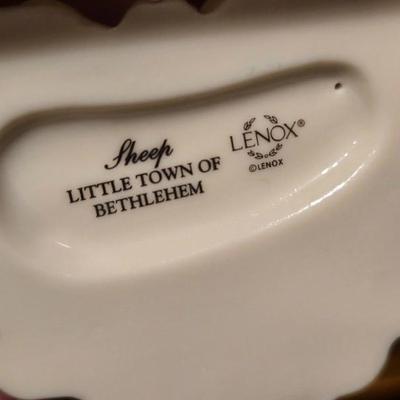 Sheep
LITTLE TOWN OF
BETHLEHEM
LENOX®
©LENOX